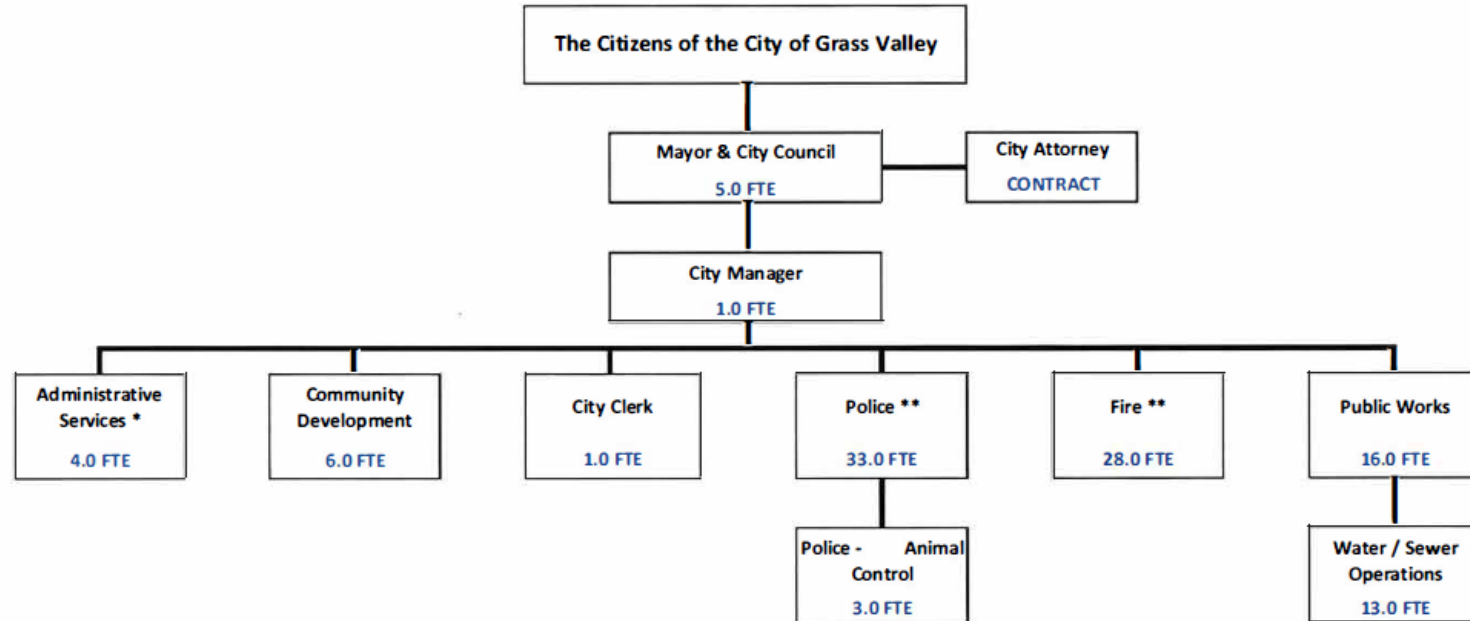 The Citizens of the City of Grass Valley
Mayor & City Council
5.0 FTE
City Attorney
CONTRACT
City Manager
1.0 FTE
Administrative
Services *
4.0 FTE
Community
Development
6.0 FTE
City Clerk
1.0 FTE
Police **
33.0 FTE
Fire **
28.0 FTE
Public Works
16.0 FTE
Police - Animal
Control
3.0 FTE
Water / Sewer
Operations
13.0 FTE